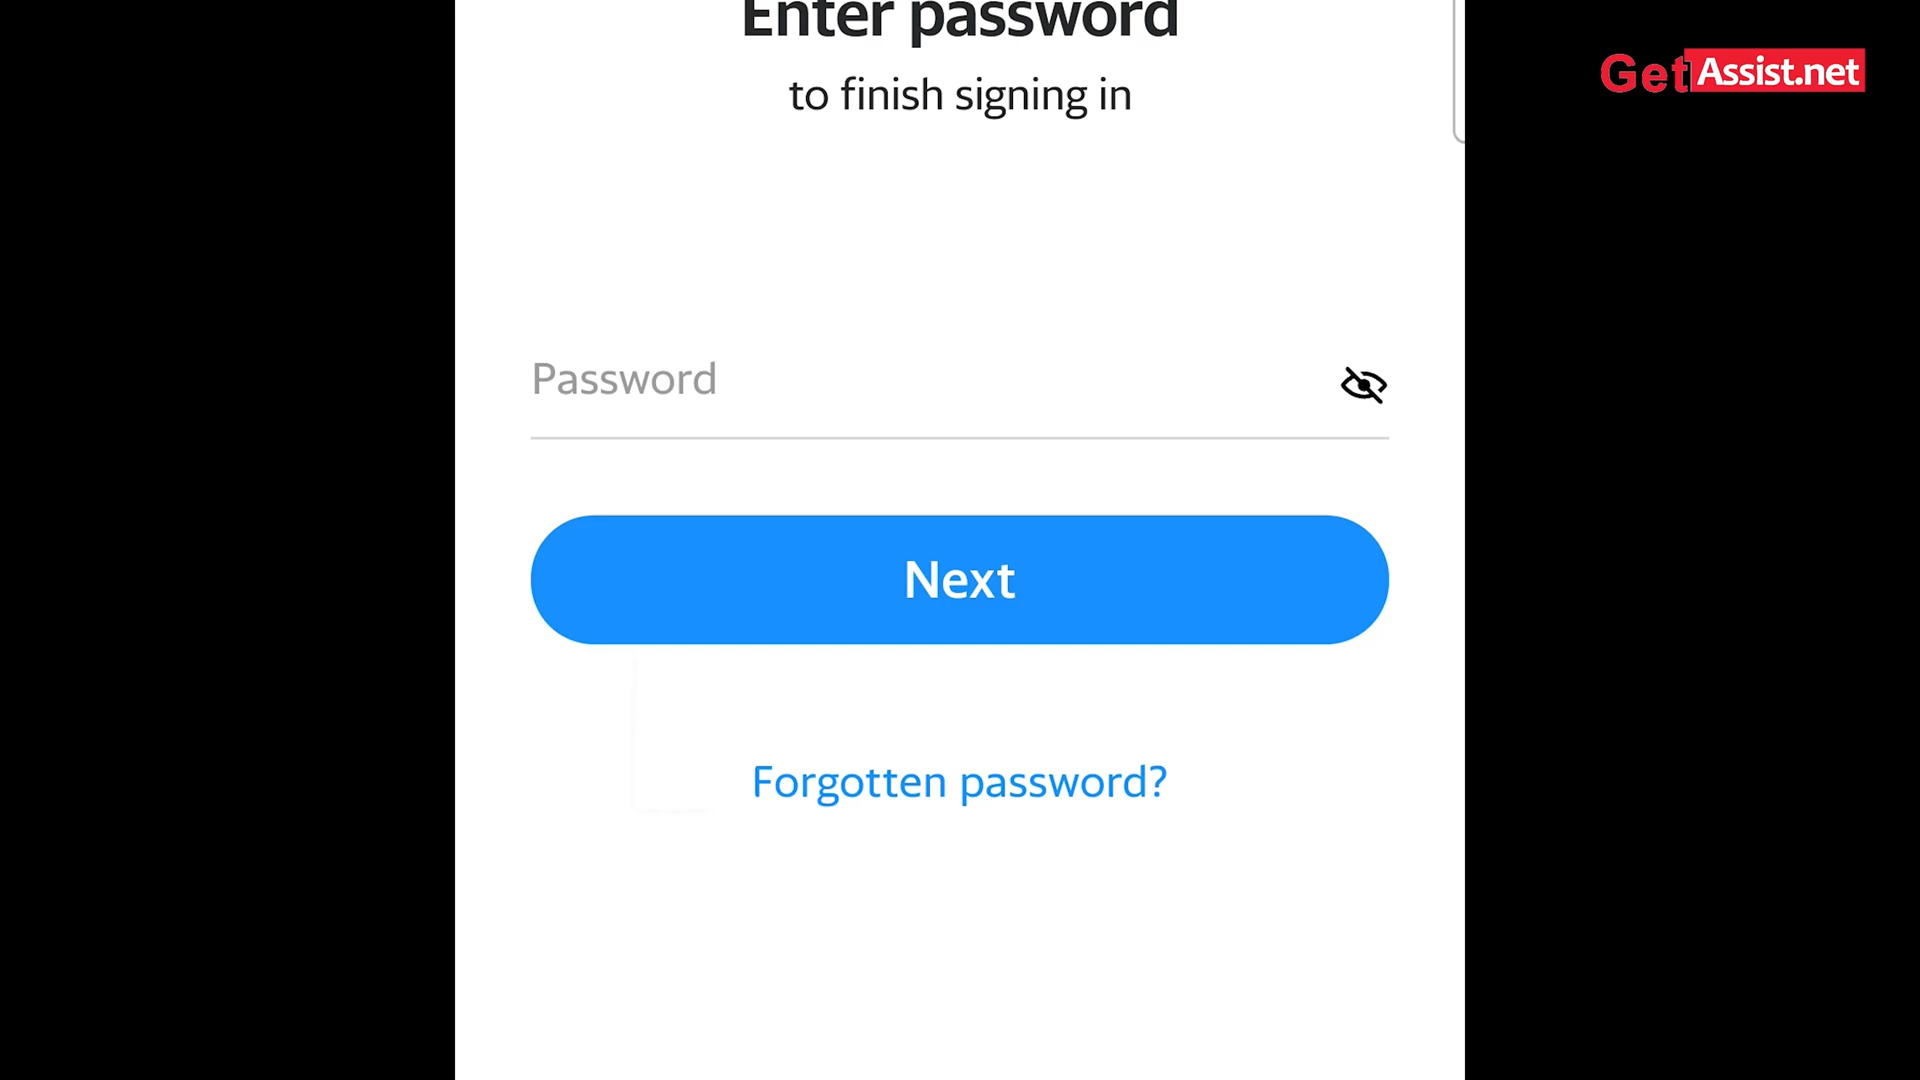 Enter password
to finish signing in
GetAssist.net
Password
Next
Forgotten password?